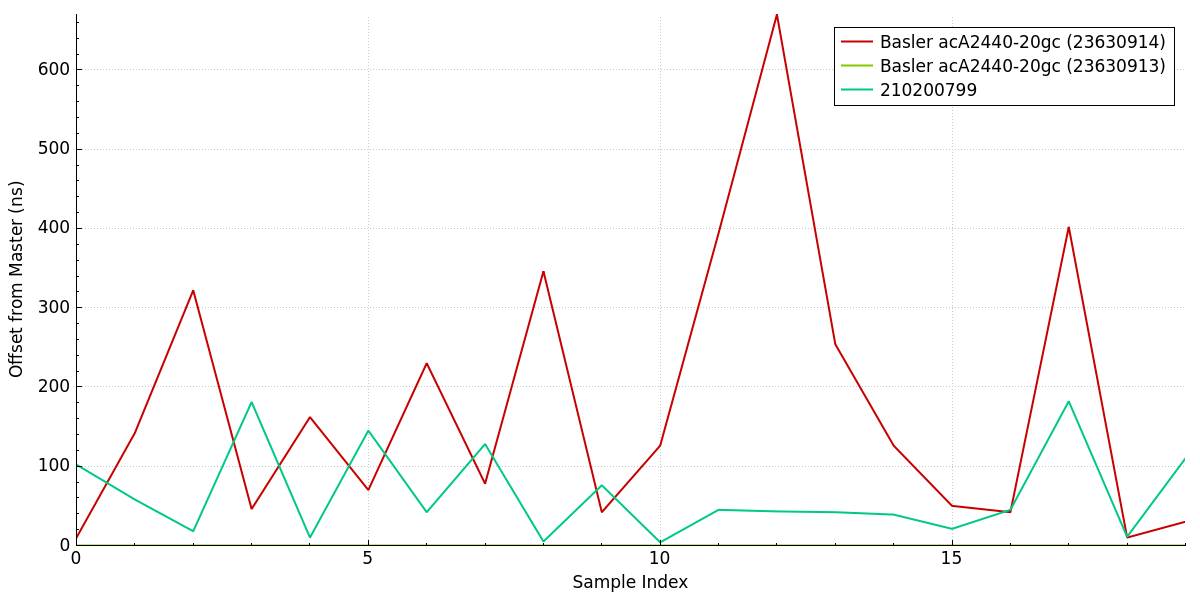 Basler acA2440-20gc (23630914)
Basler acA2440-20gc (23630913)
210200799
600
500
400
300
200
100
0
Offset from Master (ns)
0 5 10 15
Sample Index